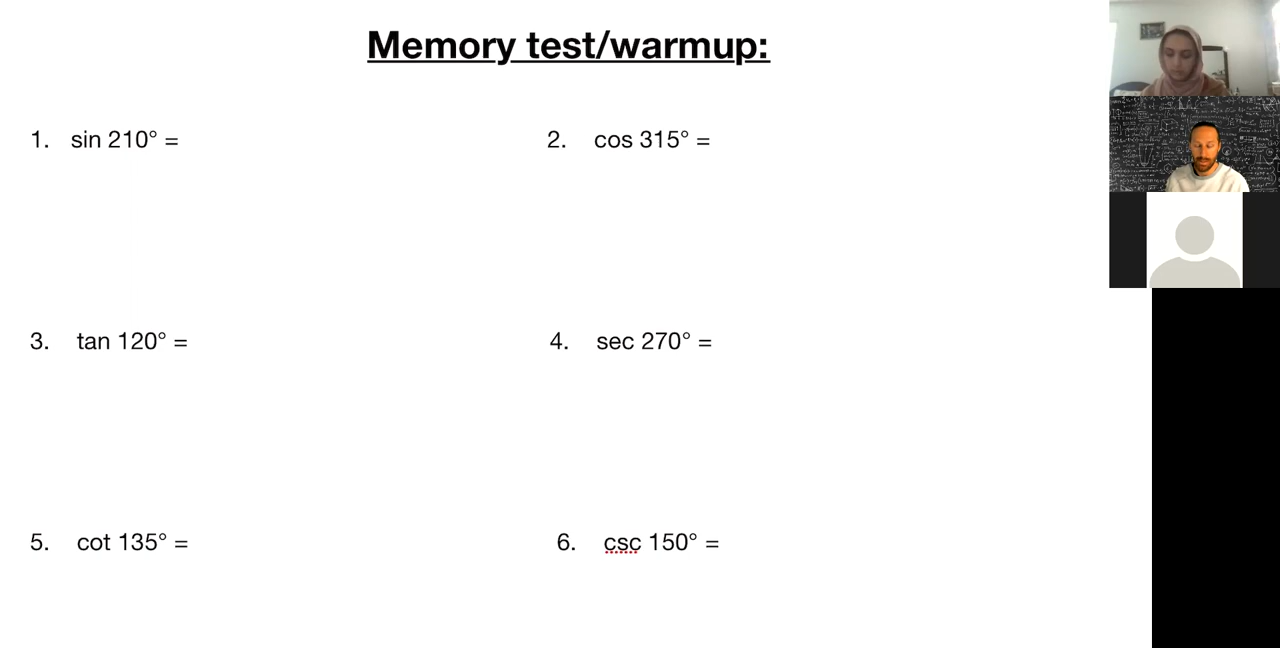 Memory test/warmup:
1. sin 210° =
2. cos 315° =
3. tan 120° =
4. sec 270° =
5. cot 135° =
6. csc 150° =